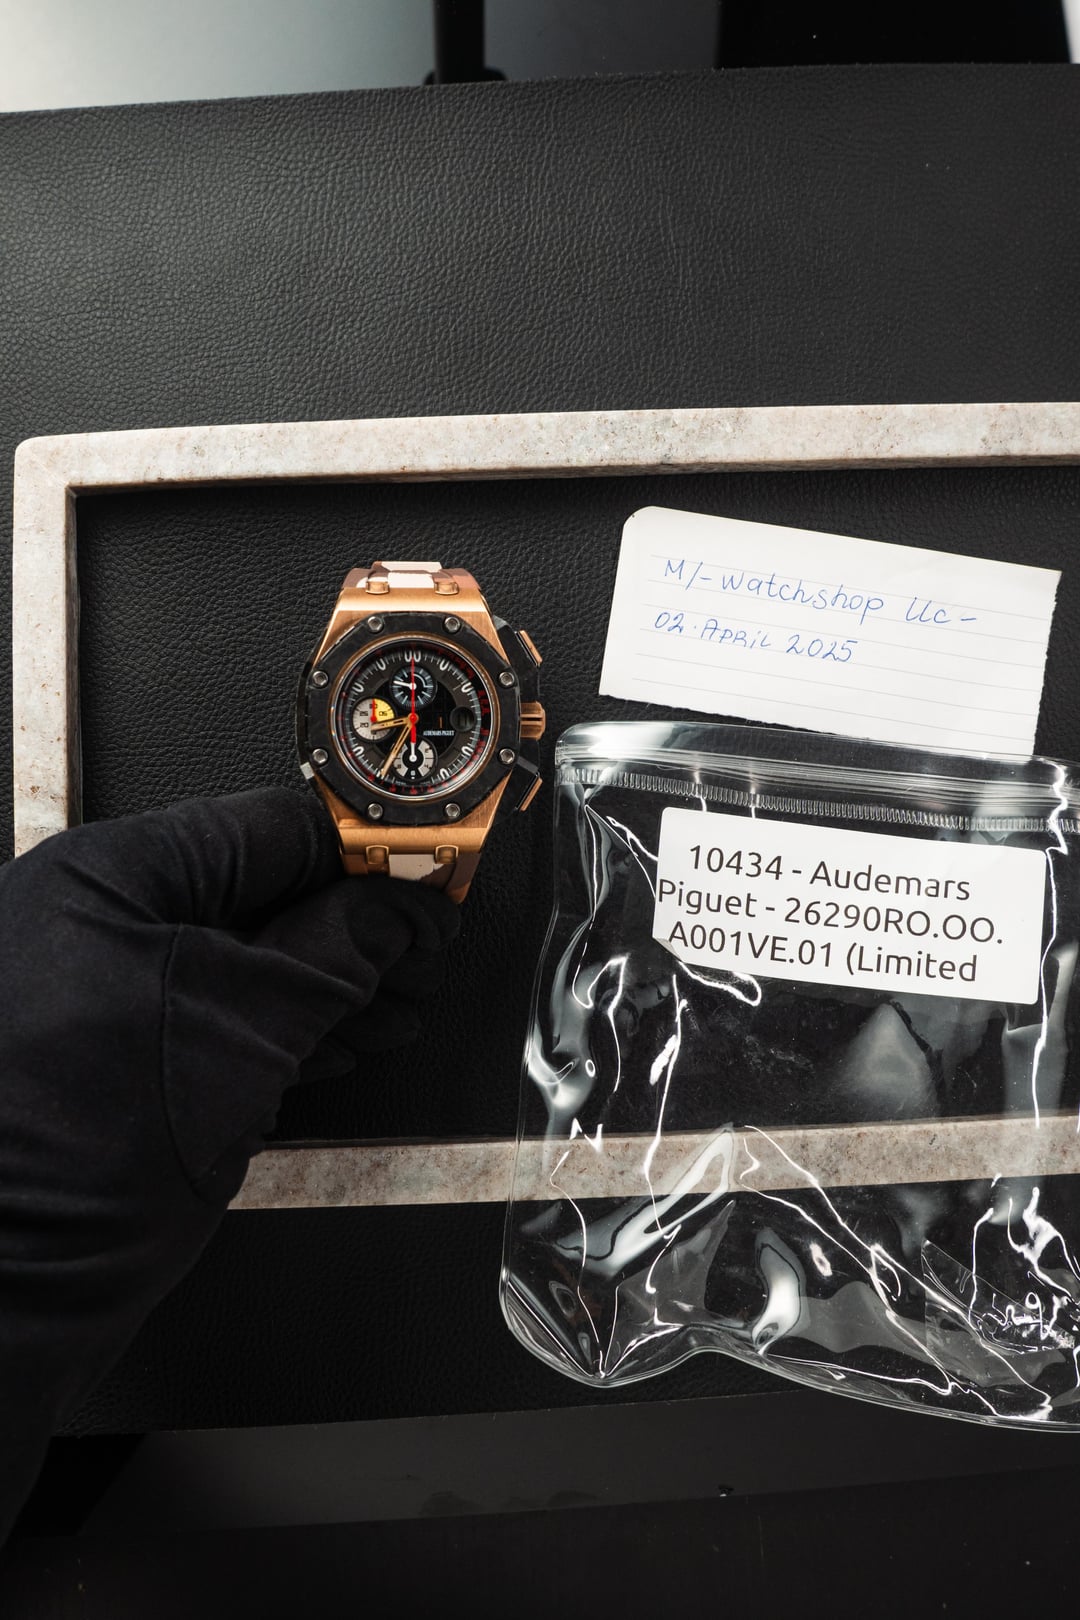 M/-watchshop llc-
02. APRIL 2025
AUDEMARS PIGUET
10434 - Audemars
Piguet - 26290RO.OO.
A001VE.01 (Limited